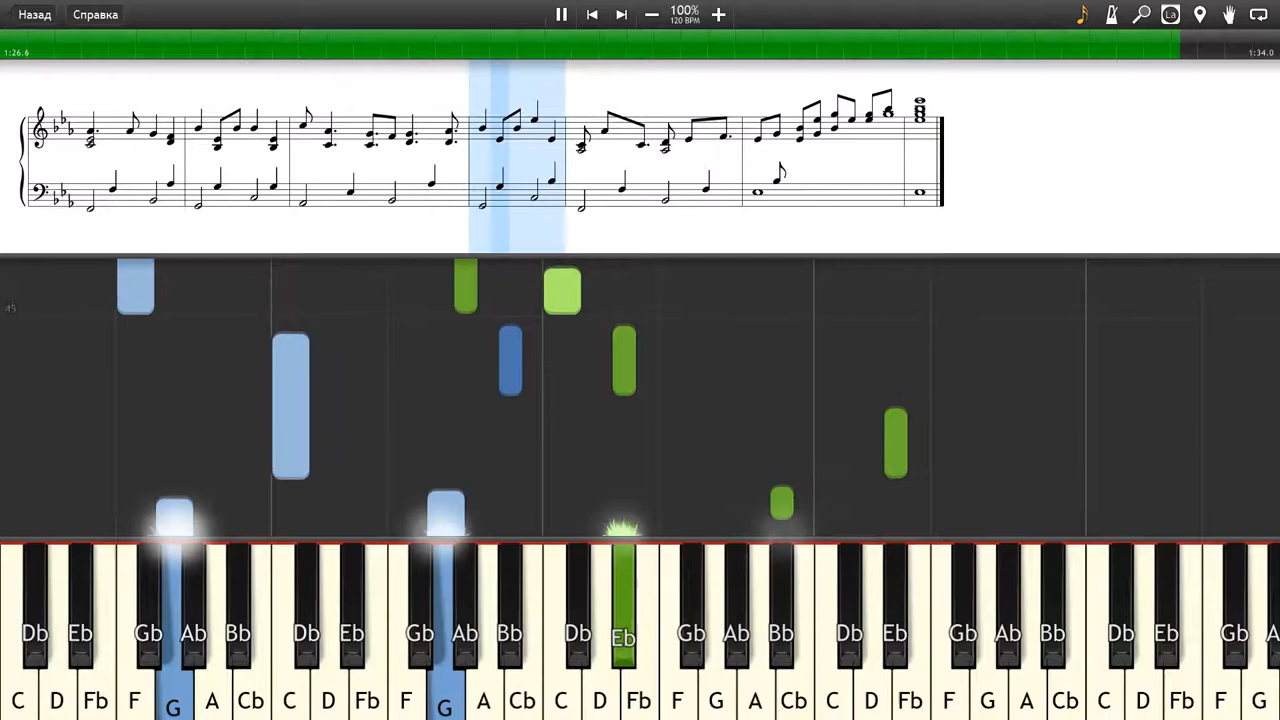 Назад Справка 100% La
120 BPM
1:26.6 1:34.0
49
Db Eb Gb Ab Bb Db Eb Gb Ab Bb Db Eb Gb Ab Bb Db Eb Gb Ab Bb Db Eb Gb A
C D Fb F G A Cb C D Fb F G A Cb C D Fb F G A Cb C D Fb F G A Cb C D Fb F G